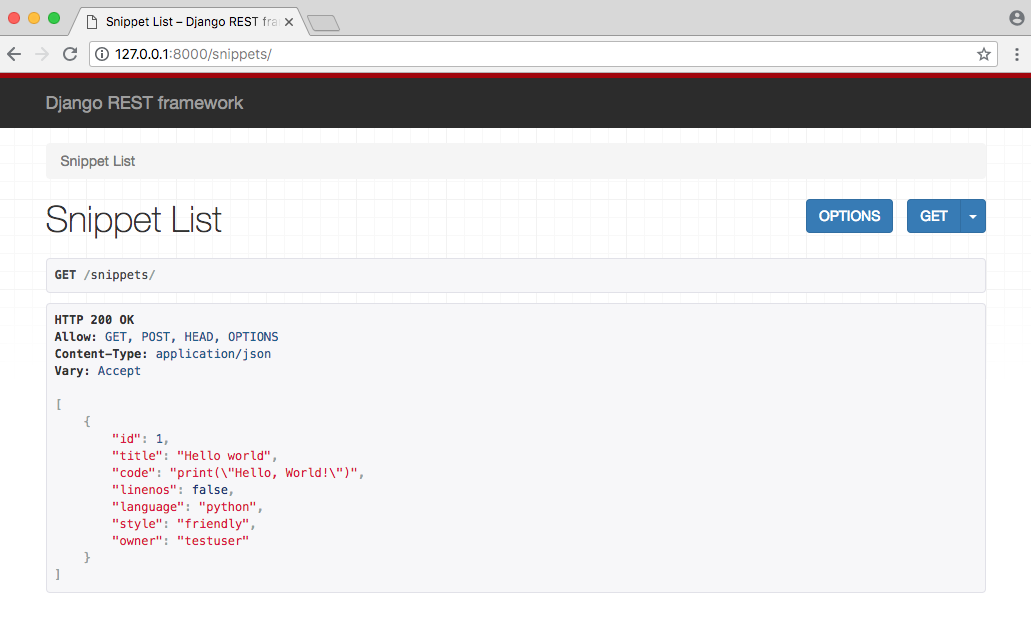 Snippet List – Django REST fra
127.0.0.1:8000/snippets/
Django REST framework
Snippet List
Snippet List
OPTIONS
GET
GET /snippets/
HTTP 200 OK
Allow: GET, POST, HEAD, OPTIONS
Content-Type: application/json
Vary: Accept
[
    {
        "id": 1,
        "title": "Hello world",
        "code": "print(\"Hello, World!\")",
        "linenos": false,
        "language": "python",
        "style": "friendly",
        "owner": "testuser"
    }
]